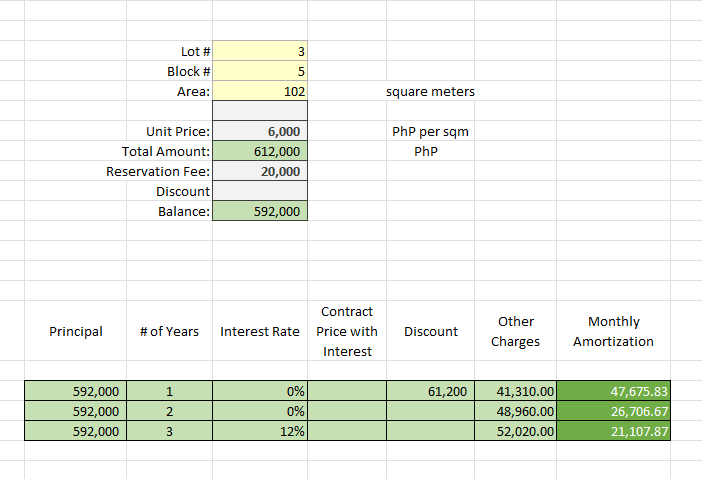 Lot # 3
Block # 5
Area: 102 square meters
Unit Price: 6,000 PhP per sqm
Total Amount: 612,000 PhP
Reservation Fee: 20,000
Discount
Balance: 592,000
Principal # of Years Interest Rate Contract Price with Interest Discount Other Charges Monthly Amortization
592,000 1 0% 61,200 41,310.00 47,675.83
592,000 2 0% 48,960.00 26,706.67
592,000 3 12% 52,020.00 21,107.87